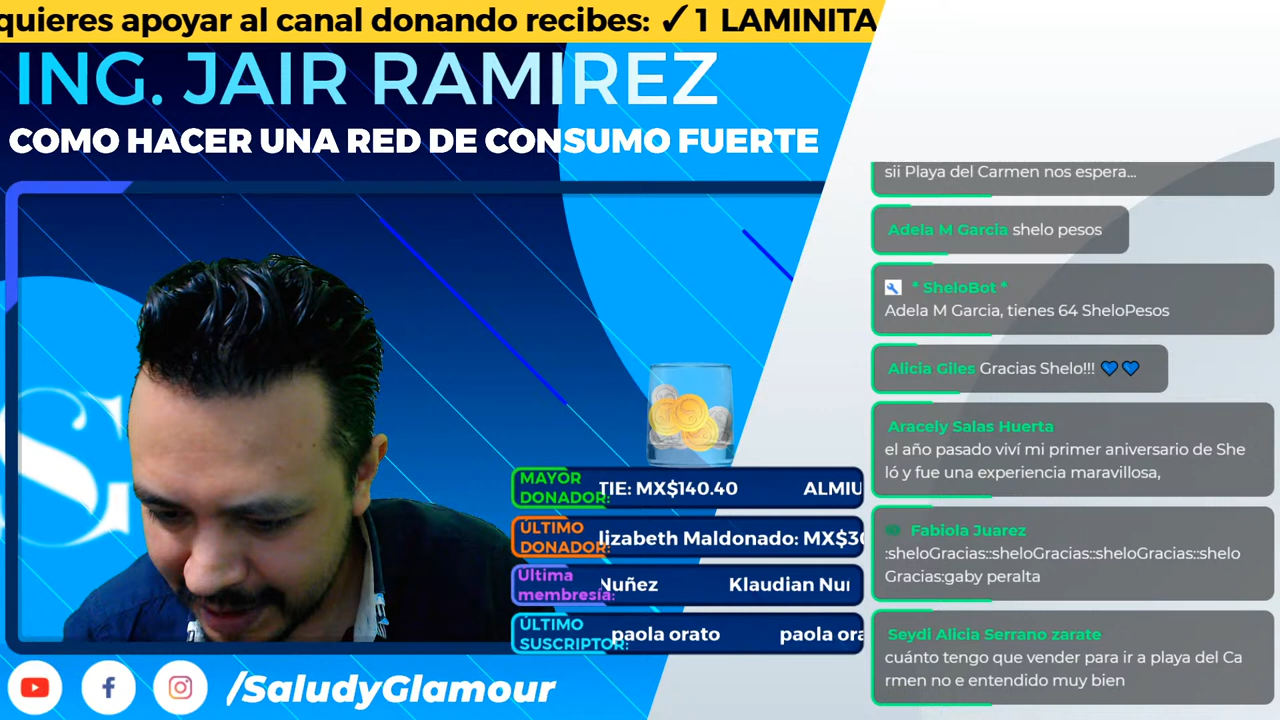 quieres apoyar al canal donando recibes: ✓1 LAMINITA
ING. JAIR RAMIREZ
COMO HACER UNA RED DE CONSUMO FUERTE
sii Playa del Carmen nos espera...
Adela M Garcia shelo pesos
* SheloBot *
Adela M Garcia, tienes 64 SheloPesos
Alicia Giles Gracias Shelo!!! 💙💙
Aracely Salas Huerta
el año pasado viví mi primer aniversario de She
ló y fue una experiencia maravillosa,
Fabiola Juarez
:sheloGracias::sheloGracias::sheloGracias::shelo
Gracias:gaby peralta
Seydi Alicia Serrano zarate
cuánto tengo que vender para ir a playa del Ca
rmen no e entendido muy bien
S
MAYOR
DONADOR: TIE: MX$140.40 ALMIU
ÚLTIMO
DONADOR: lizabeth Maldonado: MX$30
Última
membresía: Nuñez Klaudian Nuñ
ÚLTIMO
SUSCRIPTOR: paola orato paola ora
/SaludyGlamour